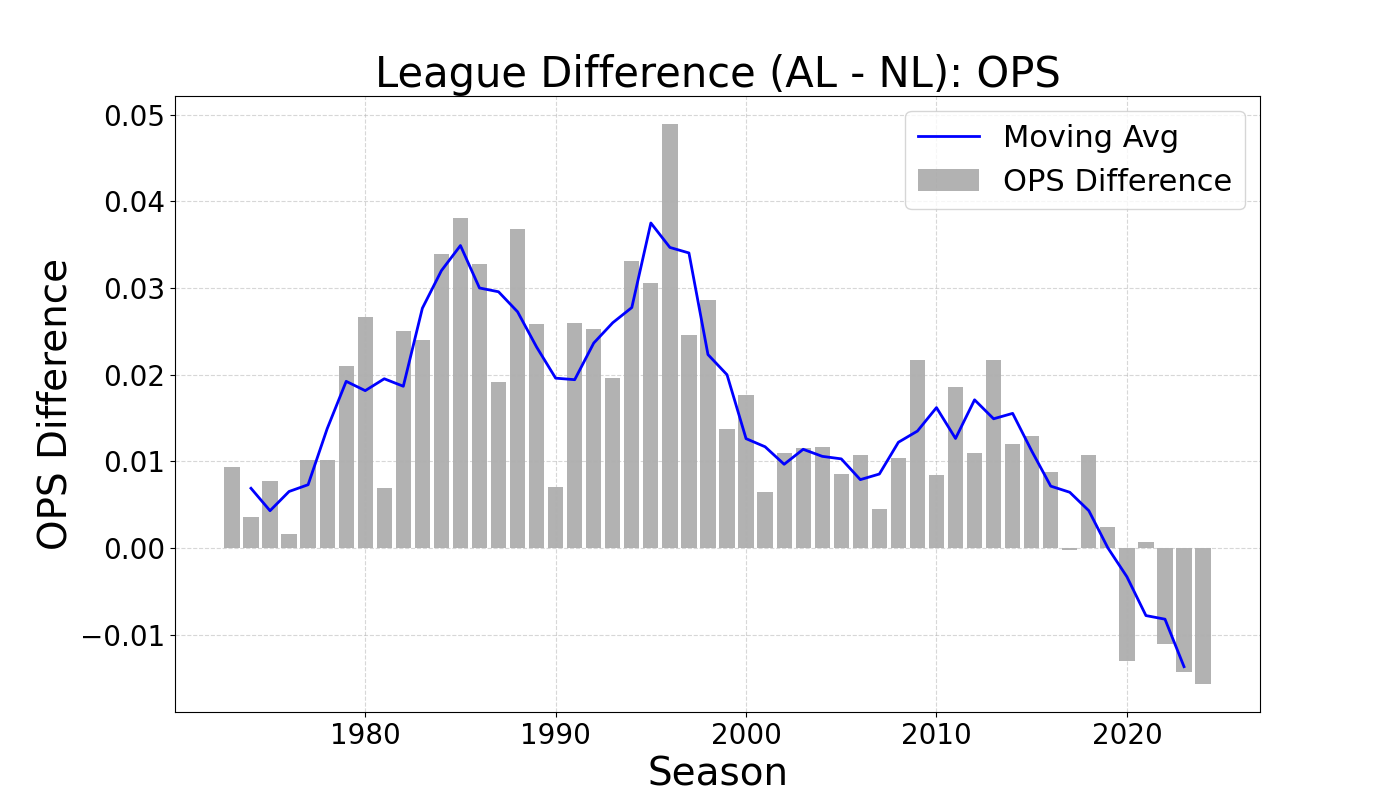 League Difference (AL - NL): OPS
Moving Avg
OPS Difference
0.05
0.04
0.03
0.02
0.01
0.00
−0.01
OPS Difference
1980 1990 2000 2010 2020
Season